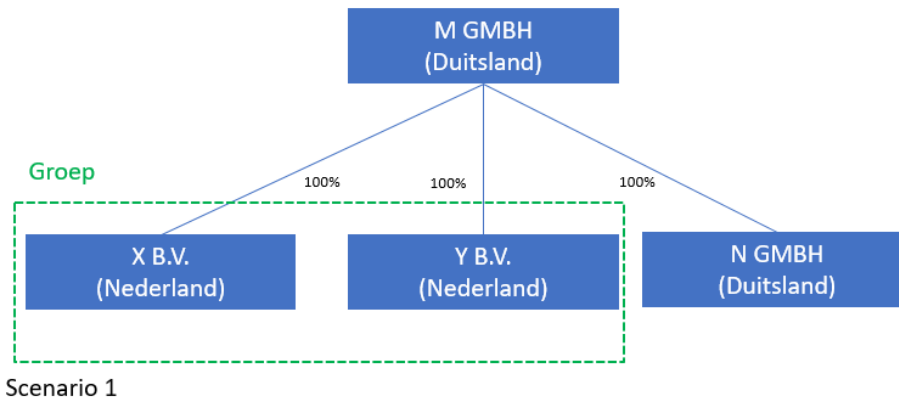 M GMBH
(Duitsland)
Groep
100%
100%
100%
X B.V.
(Nederland)
Y B.V.
(Nederland)
N GMBH
(Duitsland)
Scenario 1